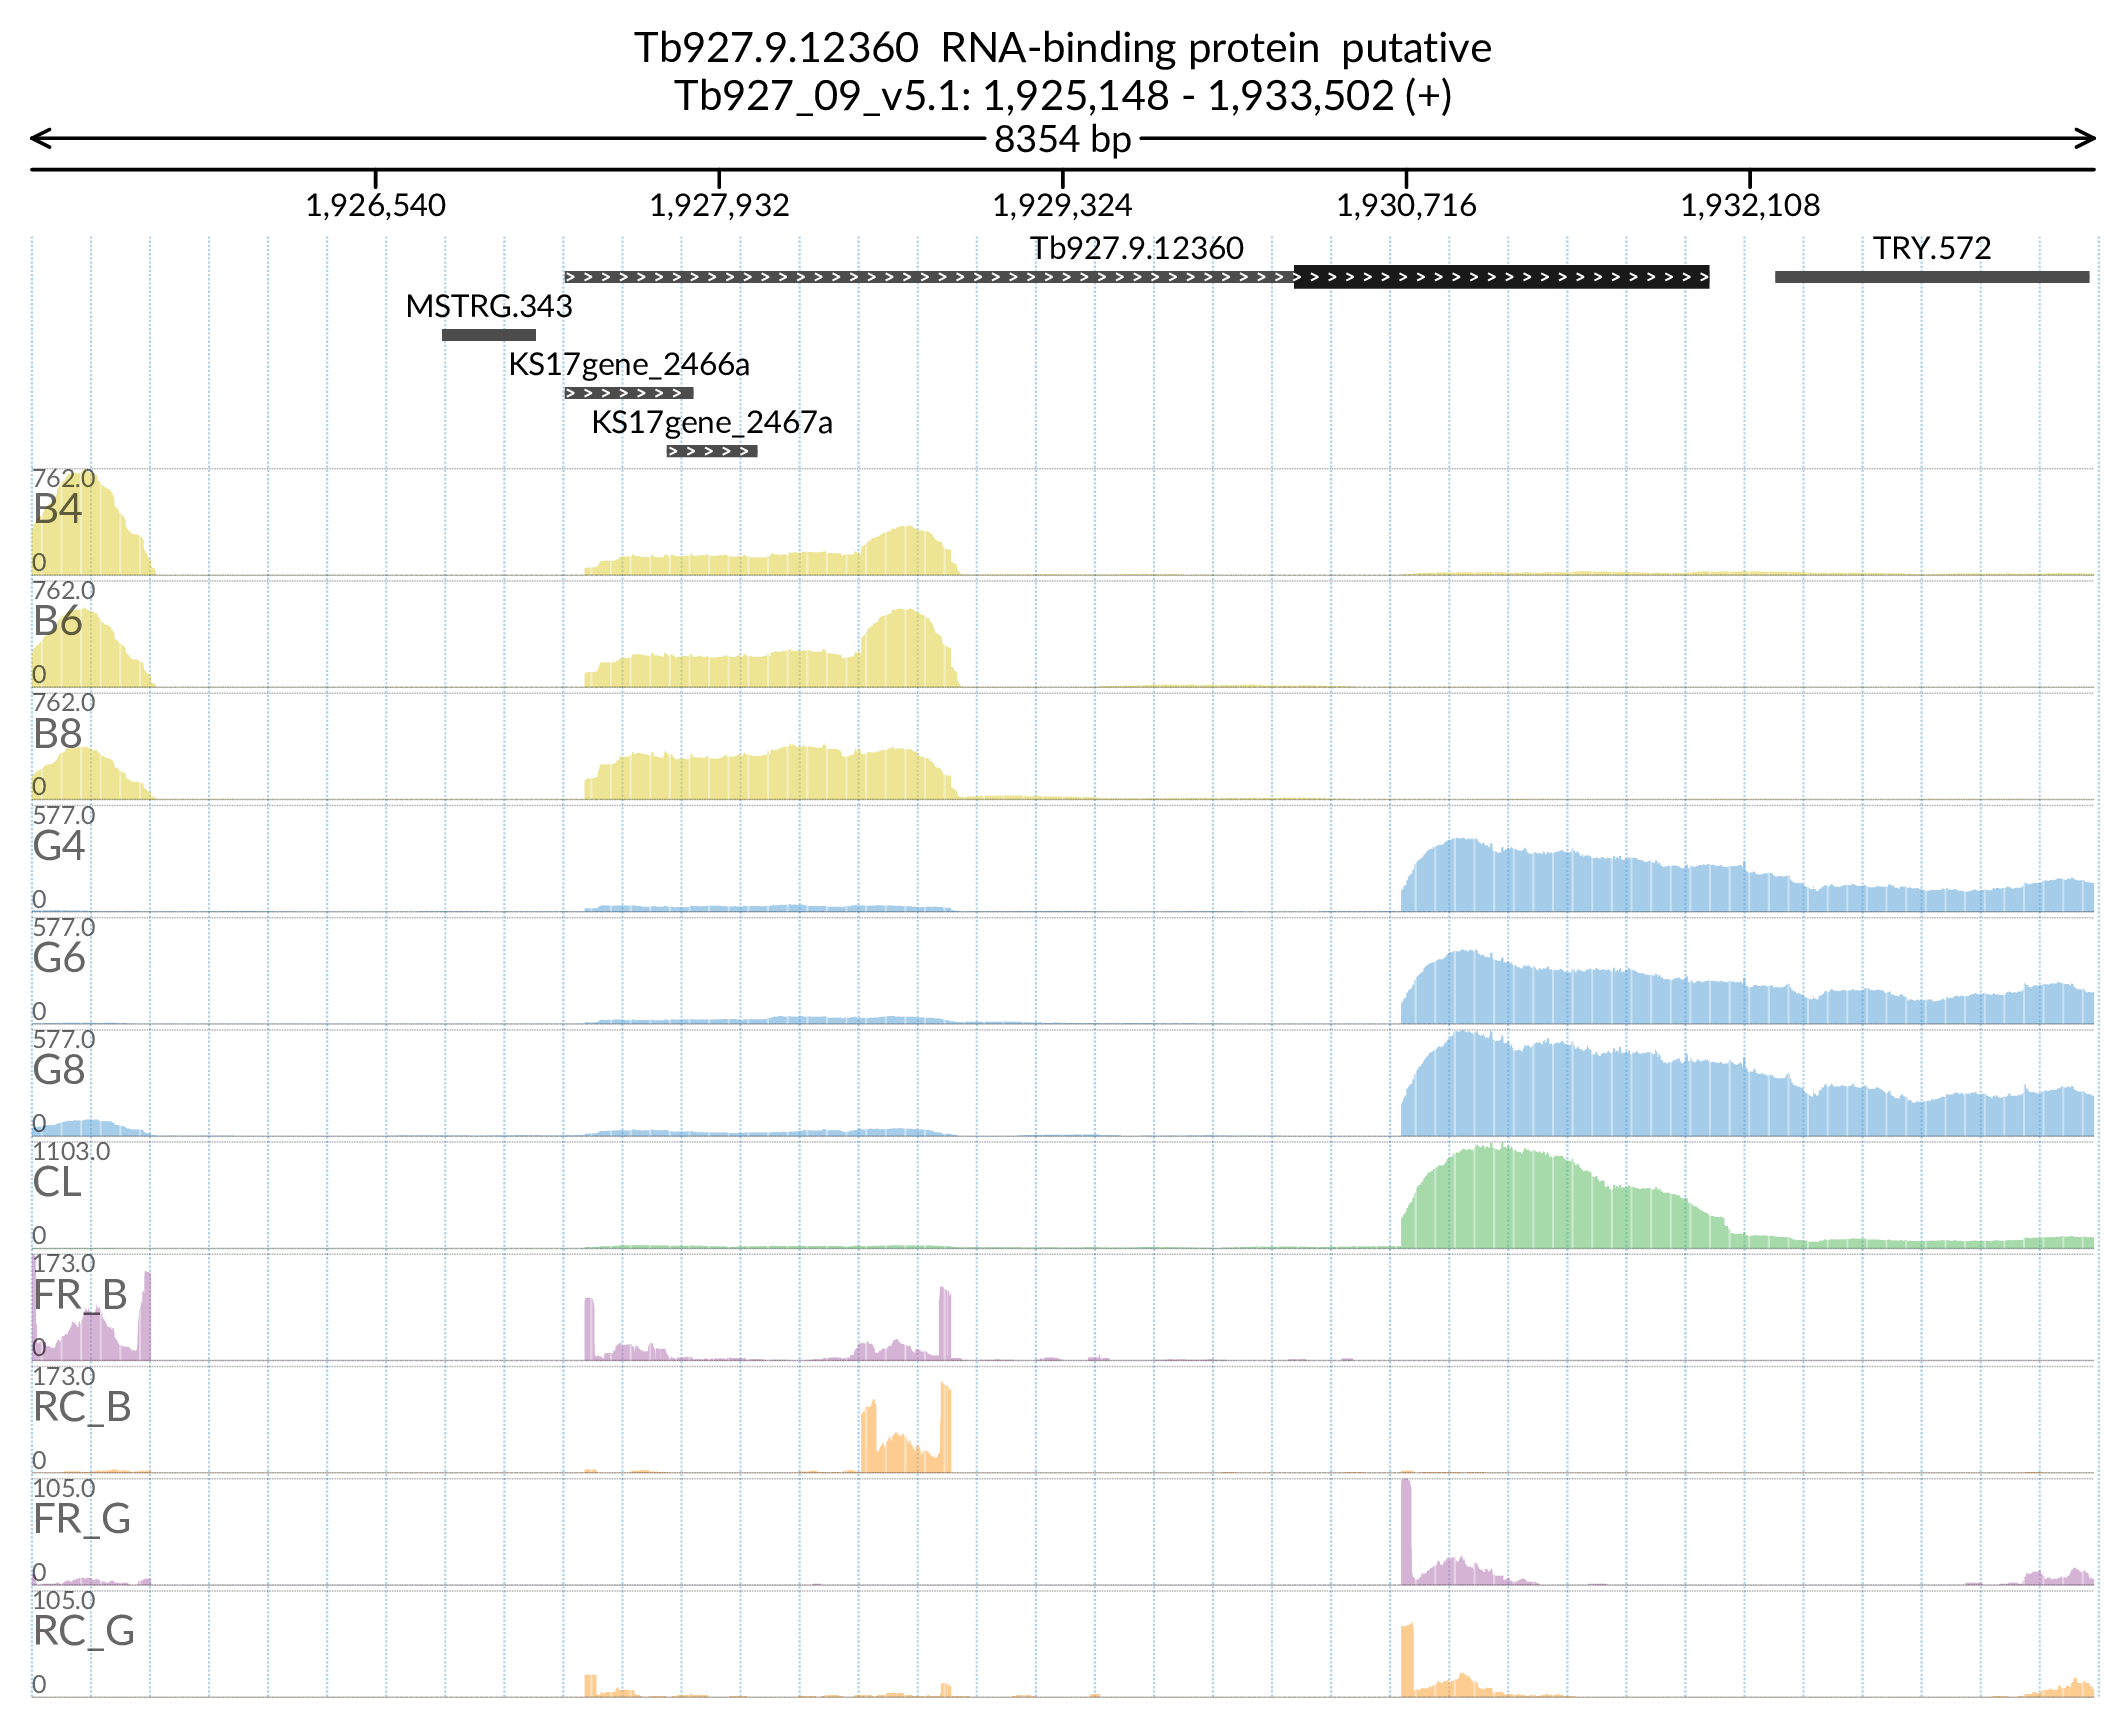 Tb927.9.12360  RNA-binding protein  putative
Tb927_09_v5.1: 1,925,148 - 1,933,502 (+)
8354 bp
1,926,540 1,927,932 1,929,324 1,930,716 1,932,108
Tb927.9.12360 TRY.572
MSTRG.343
KS17gene_2466a
KS17gene_2467a
762.0
B4
0
762.0
B6
0
762.0
B8
0
577.0
G4
0
577.0
G6
0
577.0
G8
0
1103.0
CL
0
173.0
FR_B
0
173.0
RC_B
0
105.0
FR_G
0
105.0
RC_G
0